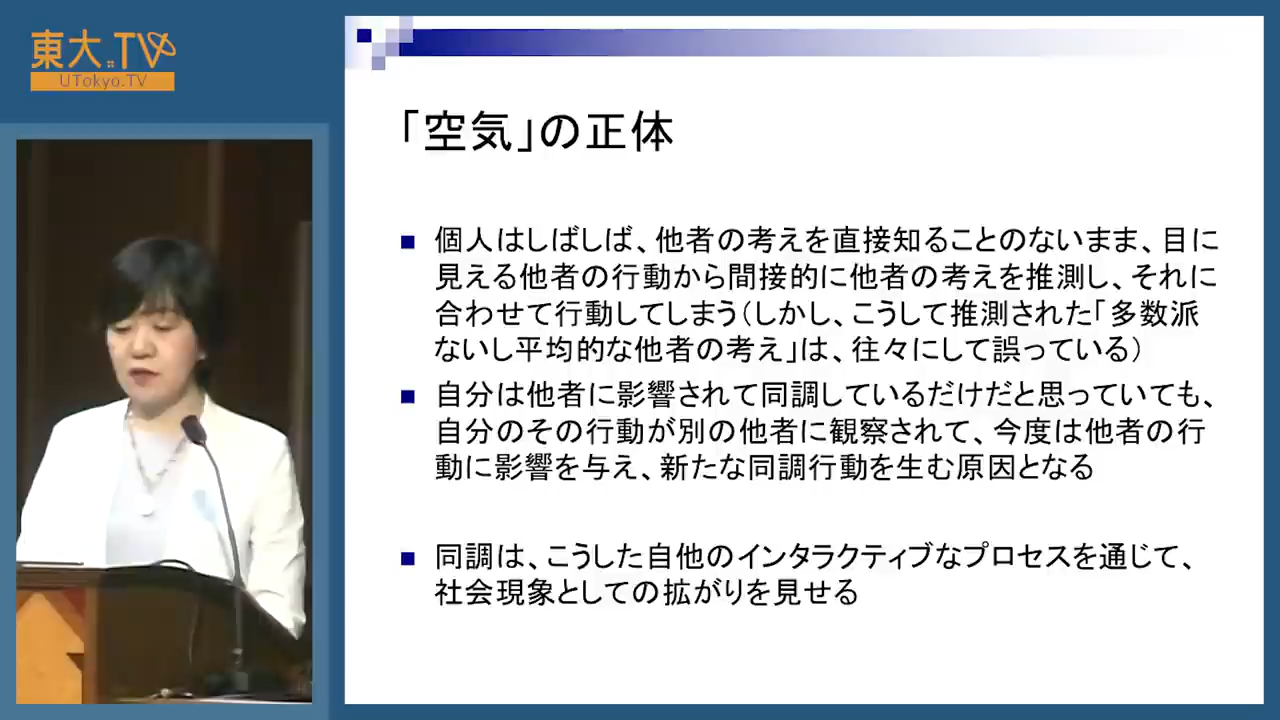 東大.TV
UTokyo.TV
「空気」の正体
個人はしばしば、他者の考えを直接知ることのないまま、目に
見える他者の行動から間接的に他者の考えを推測し、それに
合わせて行動してしまう(しかし、こうして推測された「多数派
ないし平均的な他者の考え」は、往々にして誤っている)
自分は他者に影響されて同調しているだけだと思っていても、
自分のその行動が別の他者に観察されて、今度は他者の行
動に影響を与え、新たな同調行動を生む原因となる
同調は、こうした自他のインタラクティブなプロセスを通じて、
社会現象としての拡がりを見せる